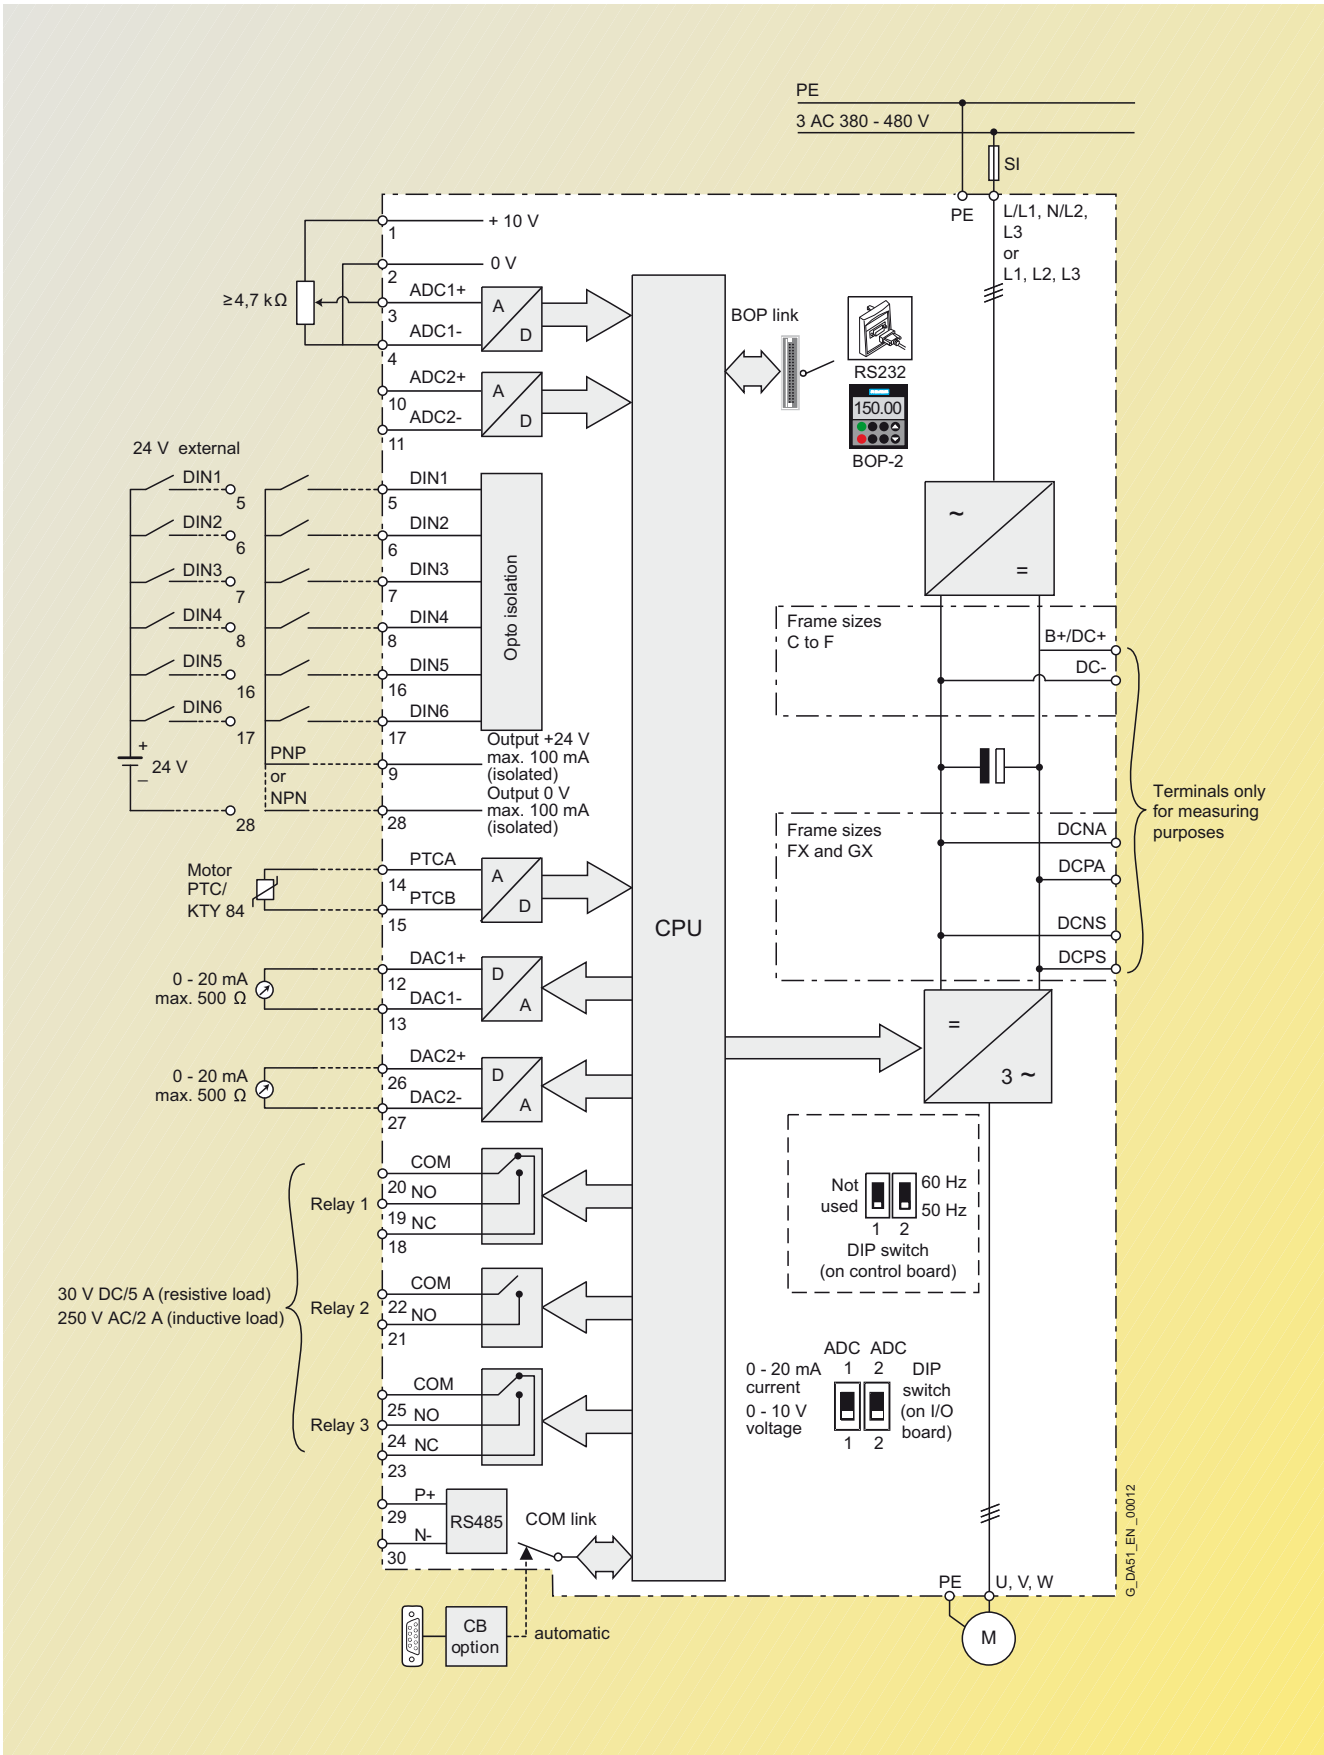 PE
3 AC 380 - 480 V
SI
PE
L/L1, N/L2,
L3
or
L1, L2, L3
1
+ 10 V
2
0 V
≥4,7 kΩ
ADC1+
3
ADC1-
4
A
D
ADC2+
10
ADC2-
11
A
D
BOP link
RS232
150.00
BOP-2
24 V external
DIN1
5
DIN2
6
DIN3
7
DIN4
8
DIN5
16
DIN6
17
+
24 V
–
28
PNP
or
NPN
DIN1
5
DIN2
6
DIN3
7
DIN4
8
DIN5
16
DIN6
17
Opto isolation
9
Output +24 V
max. 100 mA
(isolated)
28
Output 0 V
max. 100 mA
(isolated)
~
=
Frame sizes
C to F
B+/DC+
DC-
Frame sizes
FX and GX
DCNA
DCPA
DCNS
DCPS
Terminals only
for measuring
purposes
Motor
PTC/
KTY 84
PTCA
14
PTCB
15
A
D
CPU
0 - 20 mA
max. 500 Ω
DAC1+
12
DAC1-
13
D
A
0 - 20 mA
max. 500 Ω
DAC2+
26
DAC2-
27
D
A
=
3 ~
Not
used
60 Hz
50 Hz
1 2
DIP switch
(on control board)
30 V DC/5 A (resistive load)
250 V AC/2 A (inductive load)
Relay 1
COM
20
NO
19
NC
18
Relay 2
COM
22
NO
21
Relay 3
COM
25
NO
24
NC
23
ADC ADC
1 2
0 - 20 mA
current
0 - 10 V
voltage
1 2
DIP
switch
(on I/O
board)
P+
29
N-
30
RS485
COM link
CB
option
automatic
PE
U, V, W
M
G_DA51_EN_00012